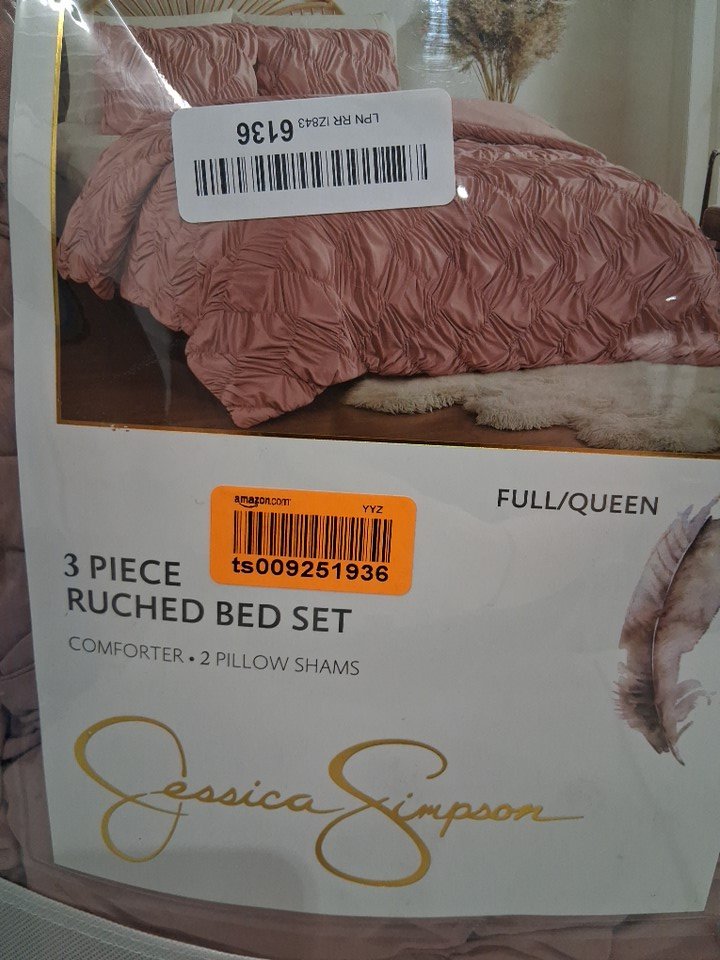 LPN RR IZ843
6136
amazon.com
YYZ
ts009251936
FULL/QUEEN
3 PIECE
RUCHED BED SET
COMFORTER • 2 PILLOW SHAMS
Jessica Simpson